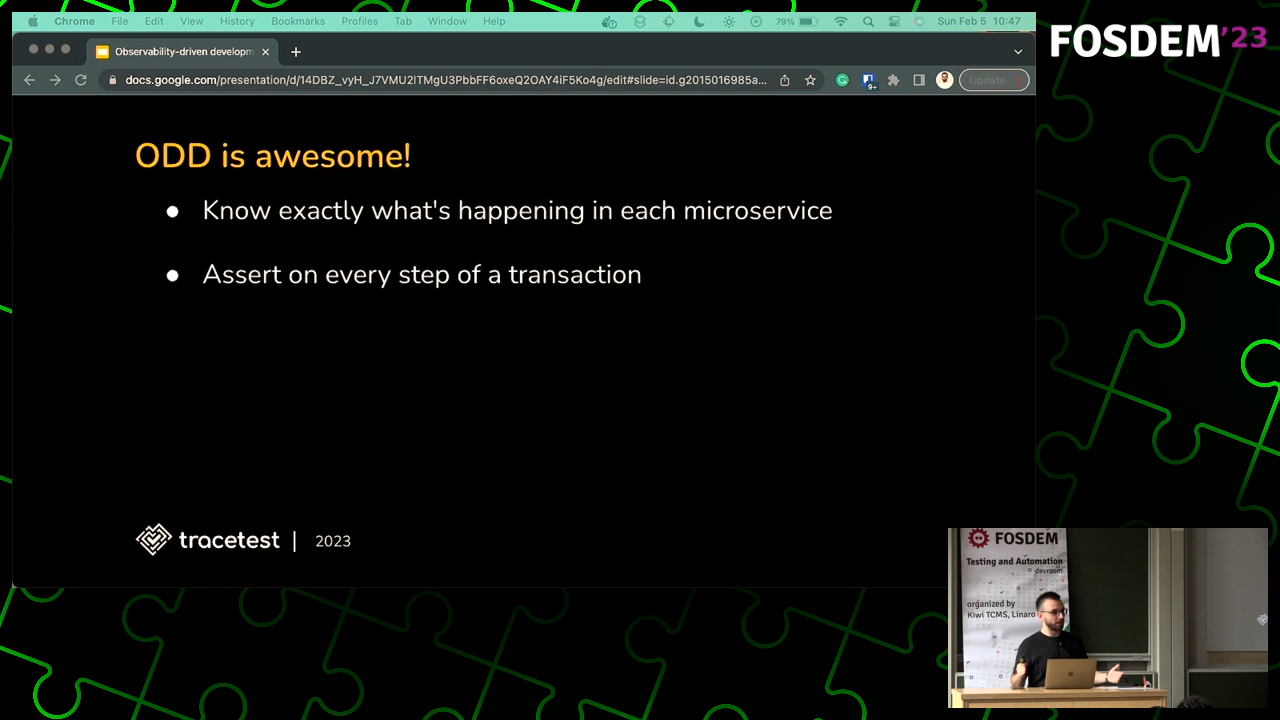 Chrome File Edit View History Bookmarks Profiles Tab Window Help 79% Sun Feb 5 10:47
FOSDEM'23
Observability-driven developm
docs.google.com/presentation/d/14DBZ_vyH_J7VMU2lTMgU3PbbFF6oxeQ2OAY4iF5Ko4g/edit#slide=id.g2015016985a...
9+
Update
ODD is awesome!
● Know exactly what's happening in each microservice
● Assert on every step of a transaction
tracetest | 2023
FOSDEM
Testing and Automation
devroom
organized by
Kiwi TCMS, Linaro